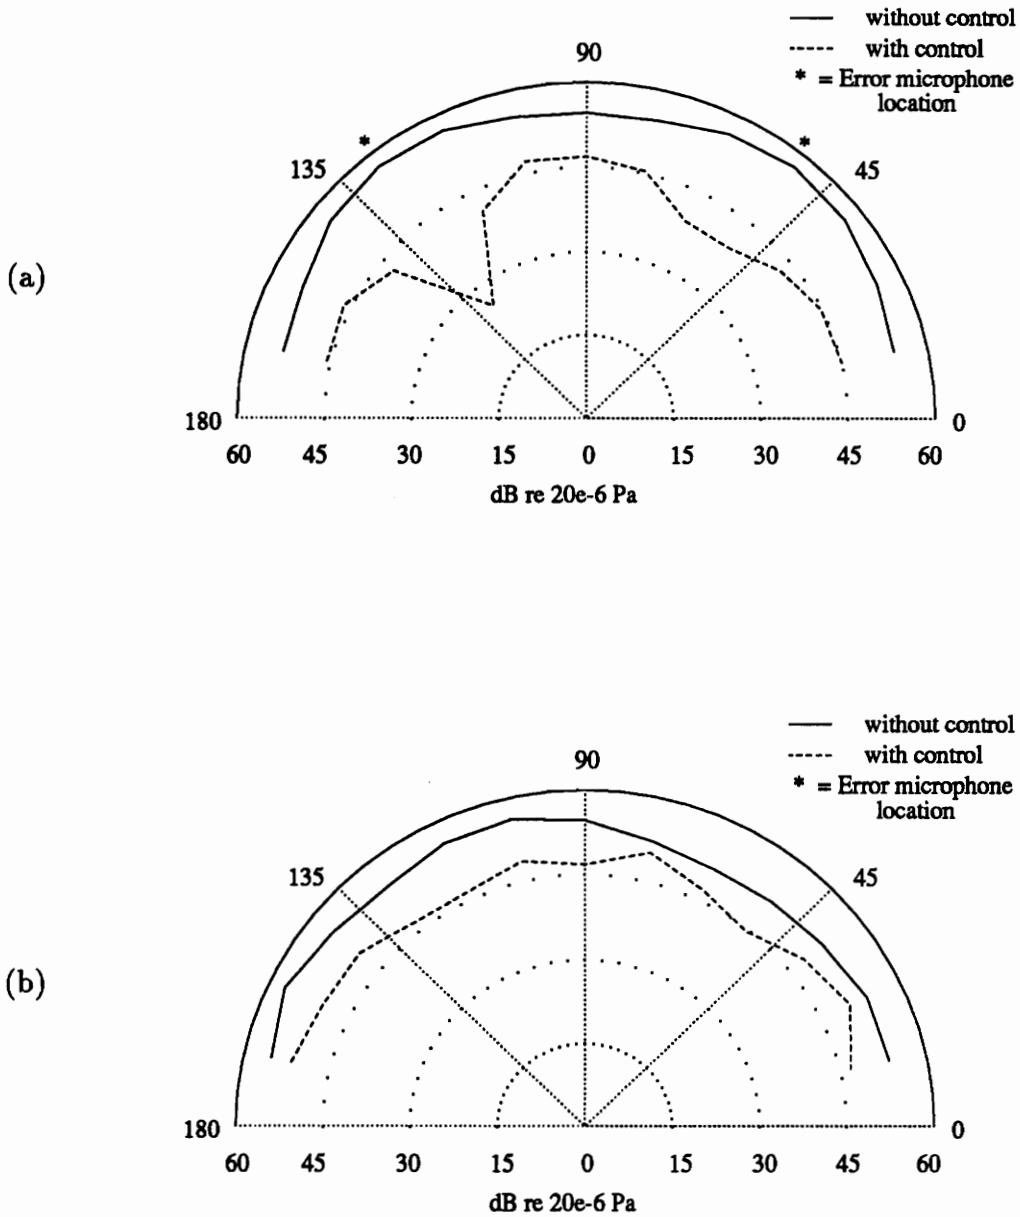 without control
with control
* = Error microphone
location
90
135
45
(a)
180
0
60 45 30 15 0 15 30 45 60
dB re 20e-6 Pa
without control
with control
* = Error microphone
location
90
135
45
(b)
180
0
60 45 30 15 0 15 30 45 60
dB re 20e-6 Pa